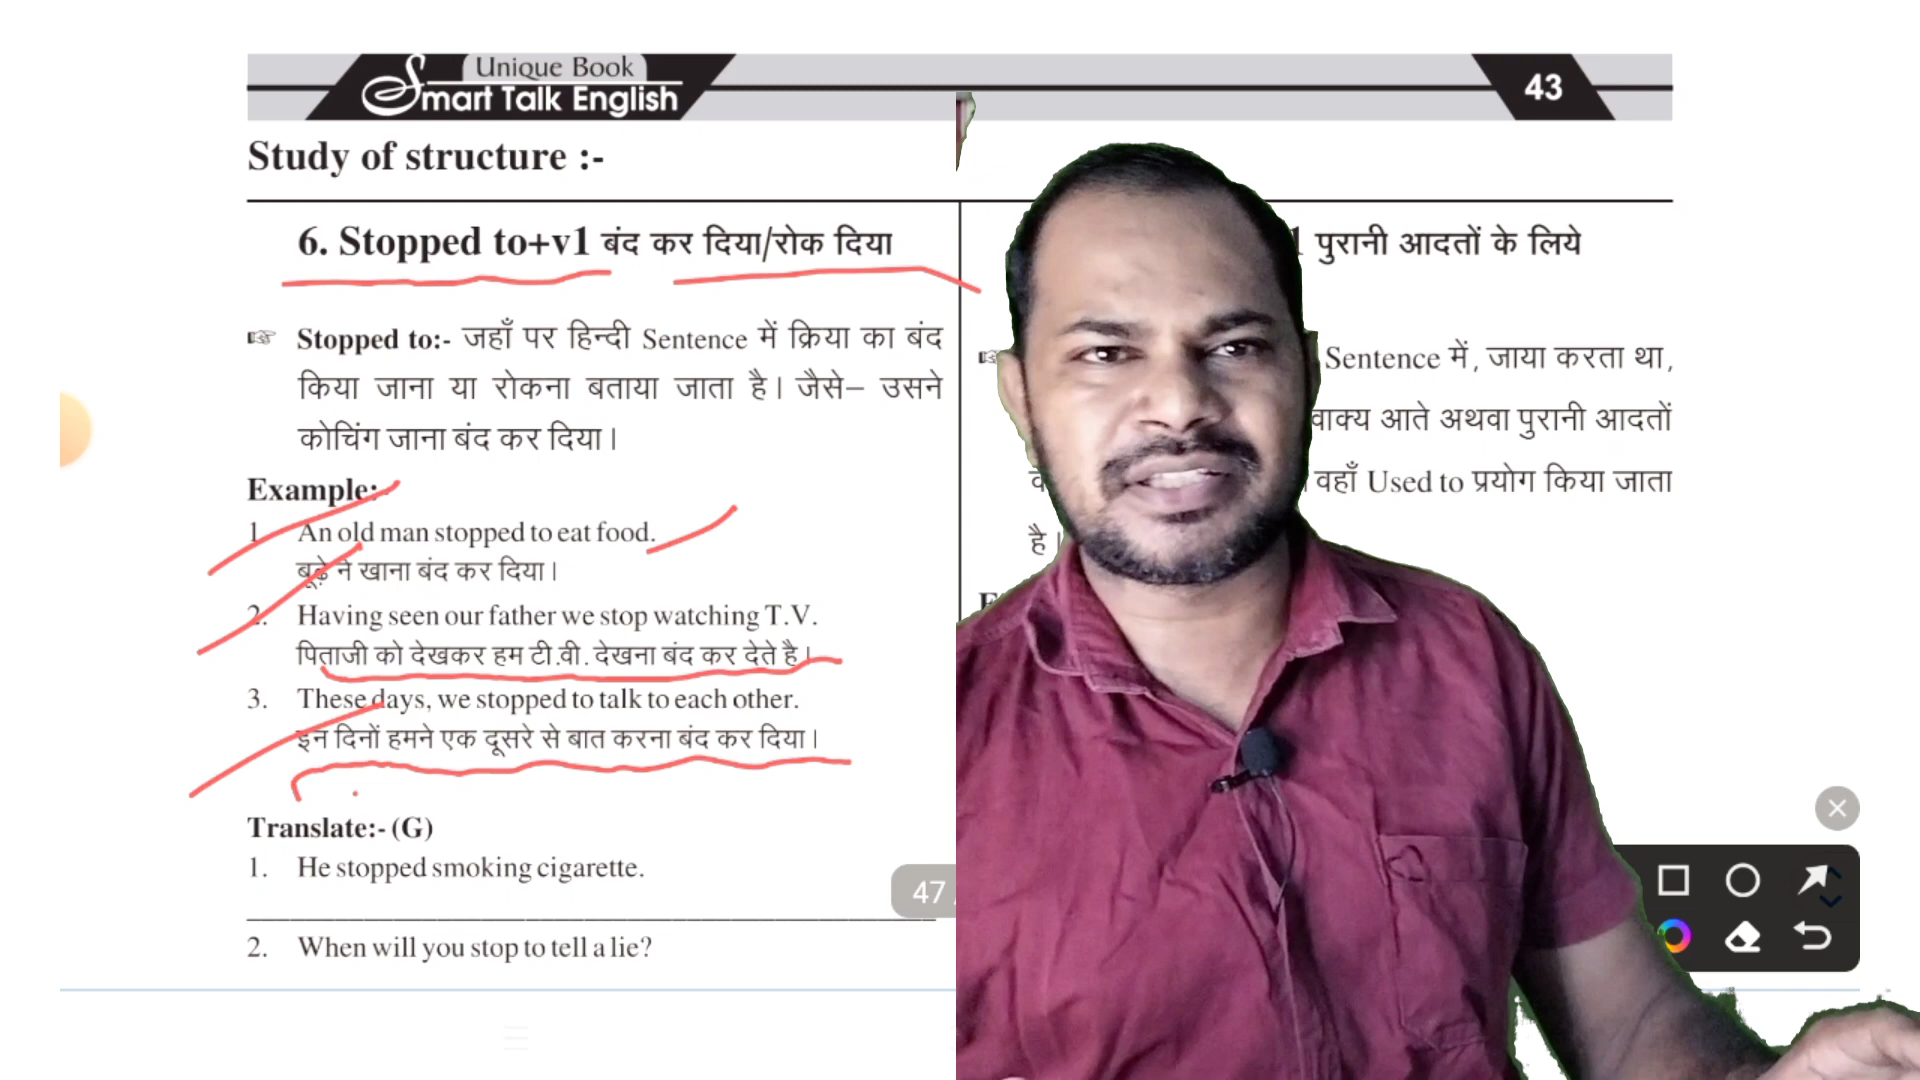 Unique Book
Smart Talk English
43
Study of structure :-
6. Stopped to+v1 बंद कर दिया/रोक दिया
Stopped to:- जहाँ पर हिन्दी Sentence में क्रिया का बंद
किया जाना या रोकना बताया जाता है। जैसे– उसने
कोचिंग जाना बंद कर दिया।
Example:-
1. An old man stopped to eat food.
बूढ़े ने खाना बंद कर दिया।
2. Having seen our father we stop watching T.V.
पिताजी को देखकर हम टी.वी. देखना बंद कर देते है।
3. These days, we stopped to talk to each other.
इन दिनों हमने एक दूसरे से बात करना बंद कर दिया।
Translate:- (G)
1. He stopped smoking cigarette.
2. When will you stop to tell a lie?
पुरानी आदतों के लिये
Sentence में, जाया करता था,
वाक्य आते अथवा पुरानी आदतों
वहाँ Used to प्रयोग किया जाता
है।
47